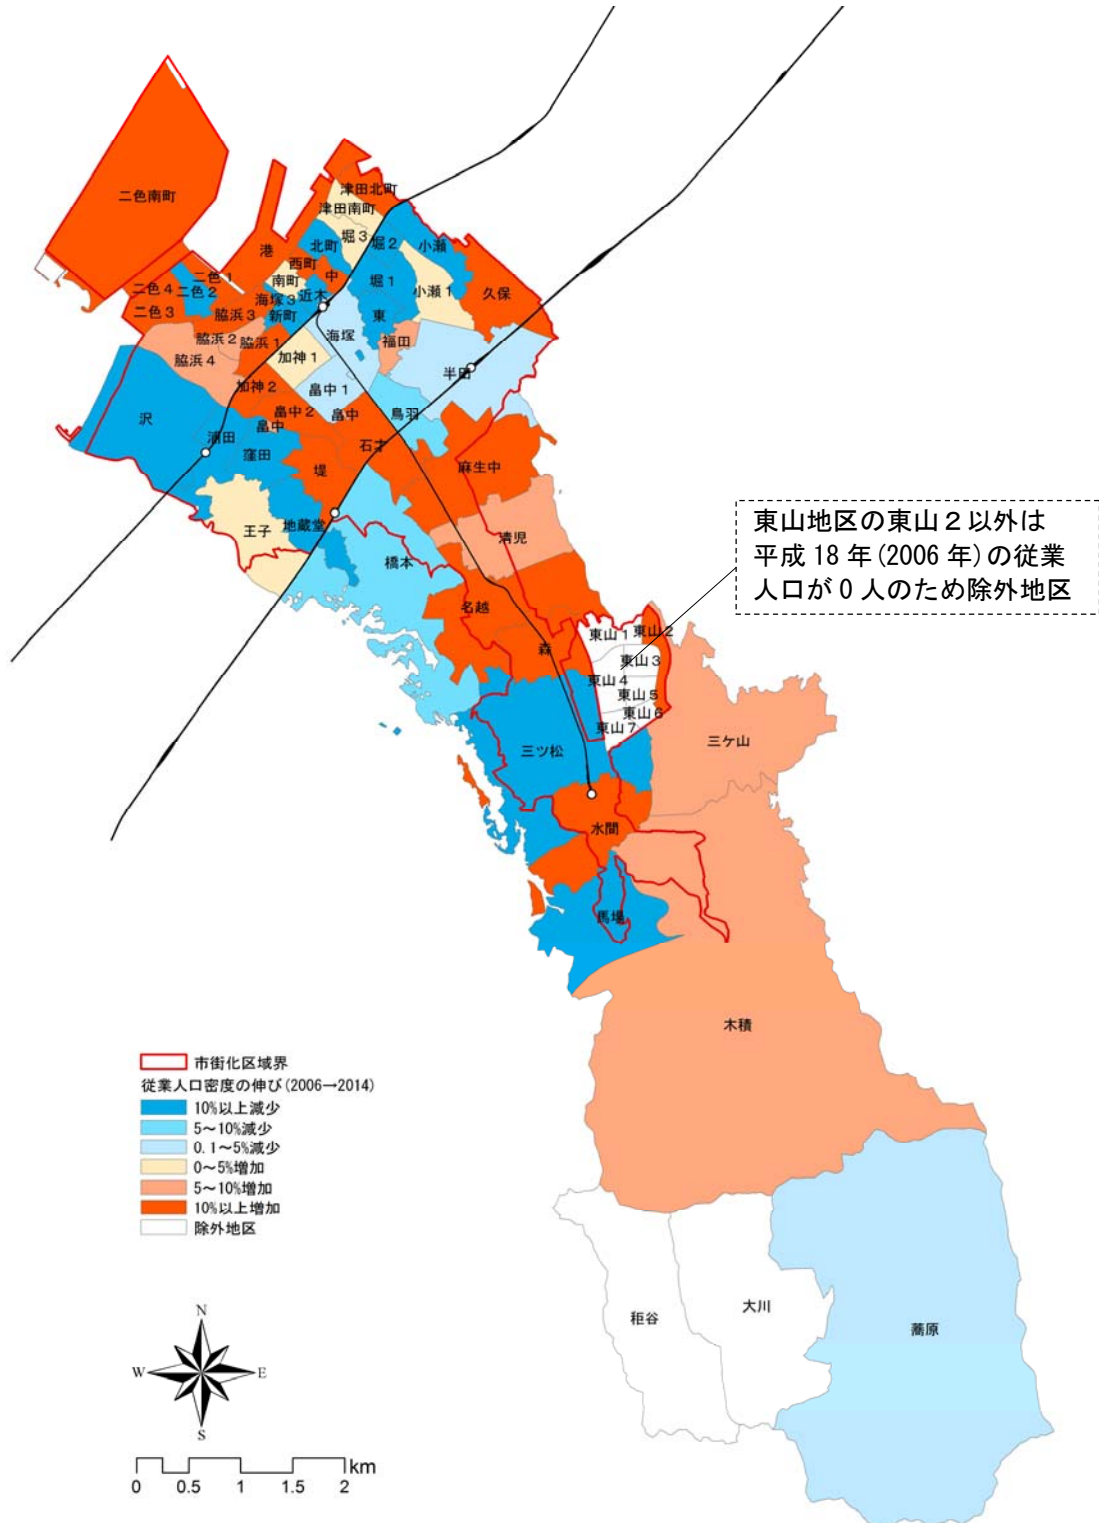 二色南町
津田北町
津田南町
港
北町
堀３
堀２
小瀬
西町
中
堀１
小瀬１
久保
二色１
二色４
二色２
二色３
南町
海塚３
近木
新町
脇浜３
東
海塚
福田
脇浜２
脇浜１
脇浜４
加神１
半田
加神２
畠中１
沢
畠中２
畠中
鳥羽
浦田
畠中
窪田
石才
堤
麻生中
王子
地蔵堂
清児
橋本
名越
森
東山１
東山２
東山３
東山４
東山５
東山６
東山７
三ケ山
三ツ松
水間
馬場
木積
秬谷
大川
蕎原
東山地区の東山２以外は
平成 18 年(2006 年)の従業
人口が０人のため除外地区
市街化区域界
従業人口密度の伸び(2006→2014)
10%以上減少
5～10%減少
0.1～5%減少
0～5%増加
5～10%増加
10%以上増加
除外地区
N
W
E
S
km
0 0.5 1 1.5 2